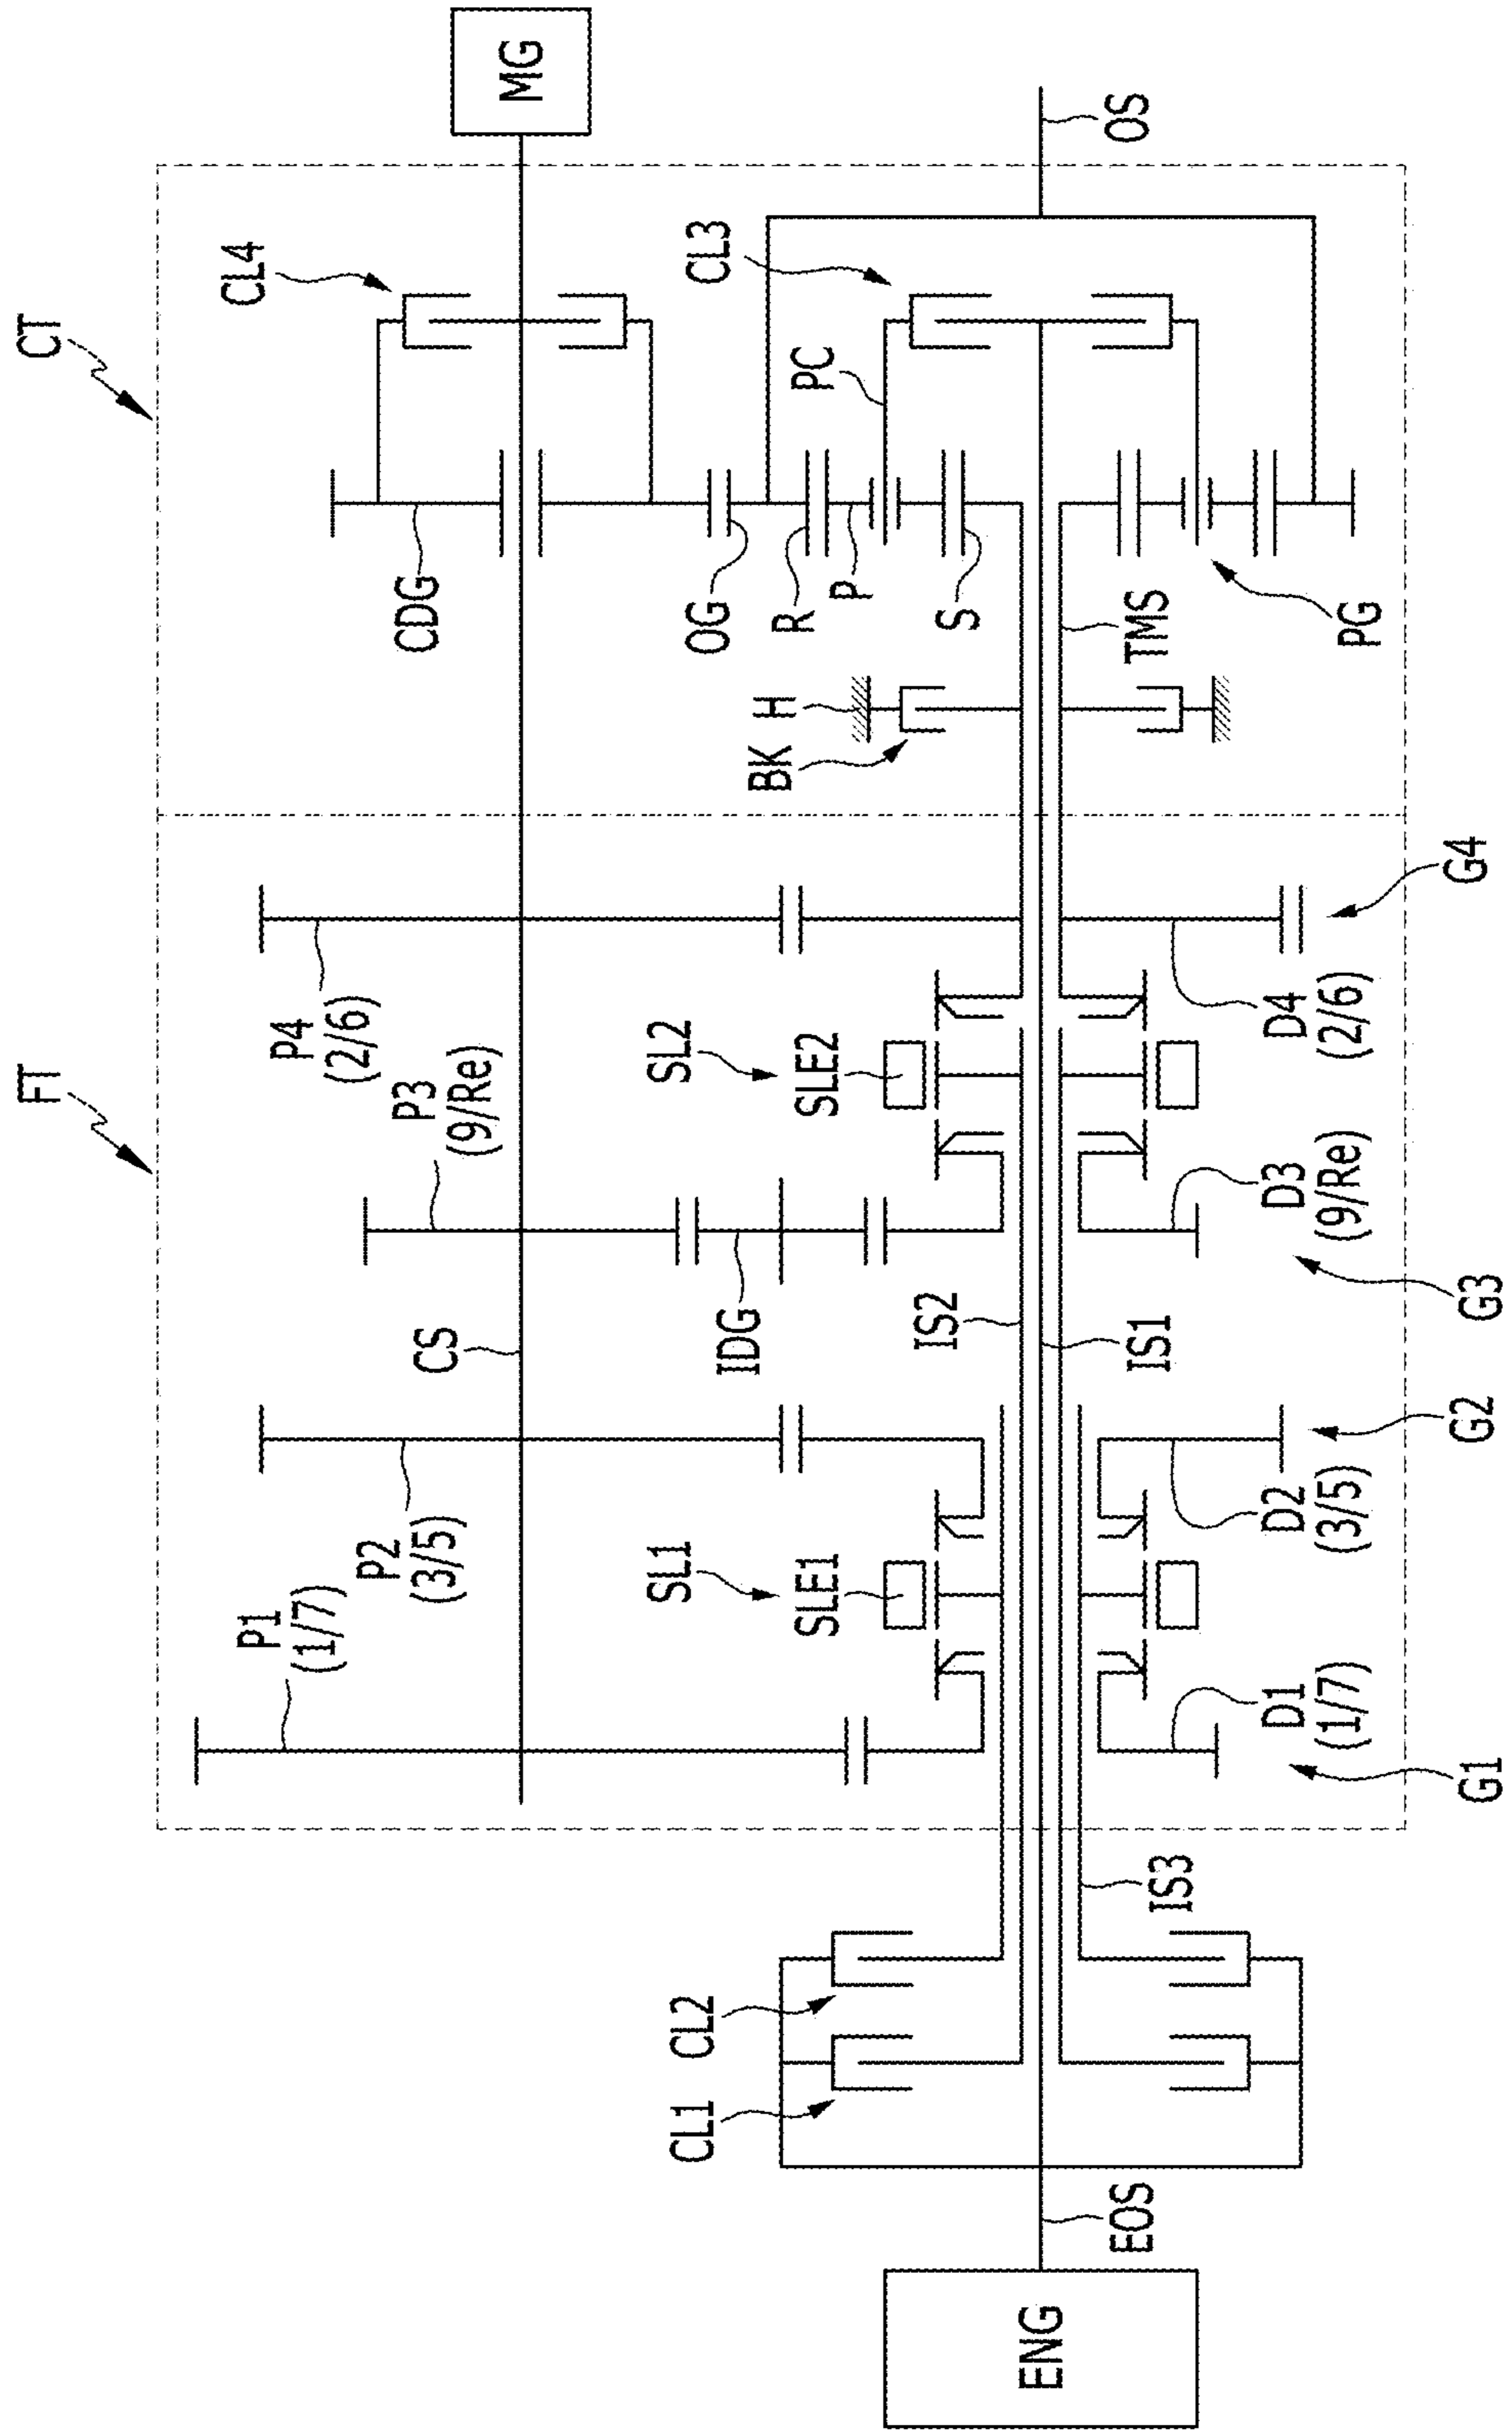 FT
CT
P1
(1/7)
P2
(3/5)
P3
(9/Re)
P4
(2/6)
CDG
CL4
MG
CS
IDG
OG
CL3
SL1
SLE1
SL2
SLE2
BK
H
R
P
PC
S
CL1
CL2
IS2
IS1
IS3
TMS
OS
ENG
EOS
D1
(1/7)
D2
(3/5)
D3
(9/Re)
D4
(2/6)
PG
G1
G2
G3
G4